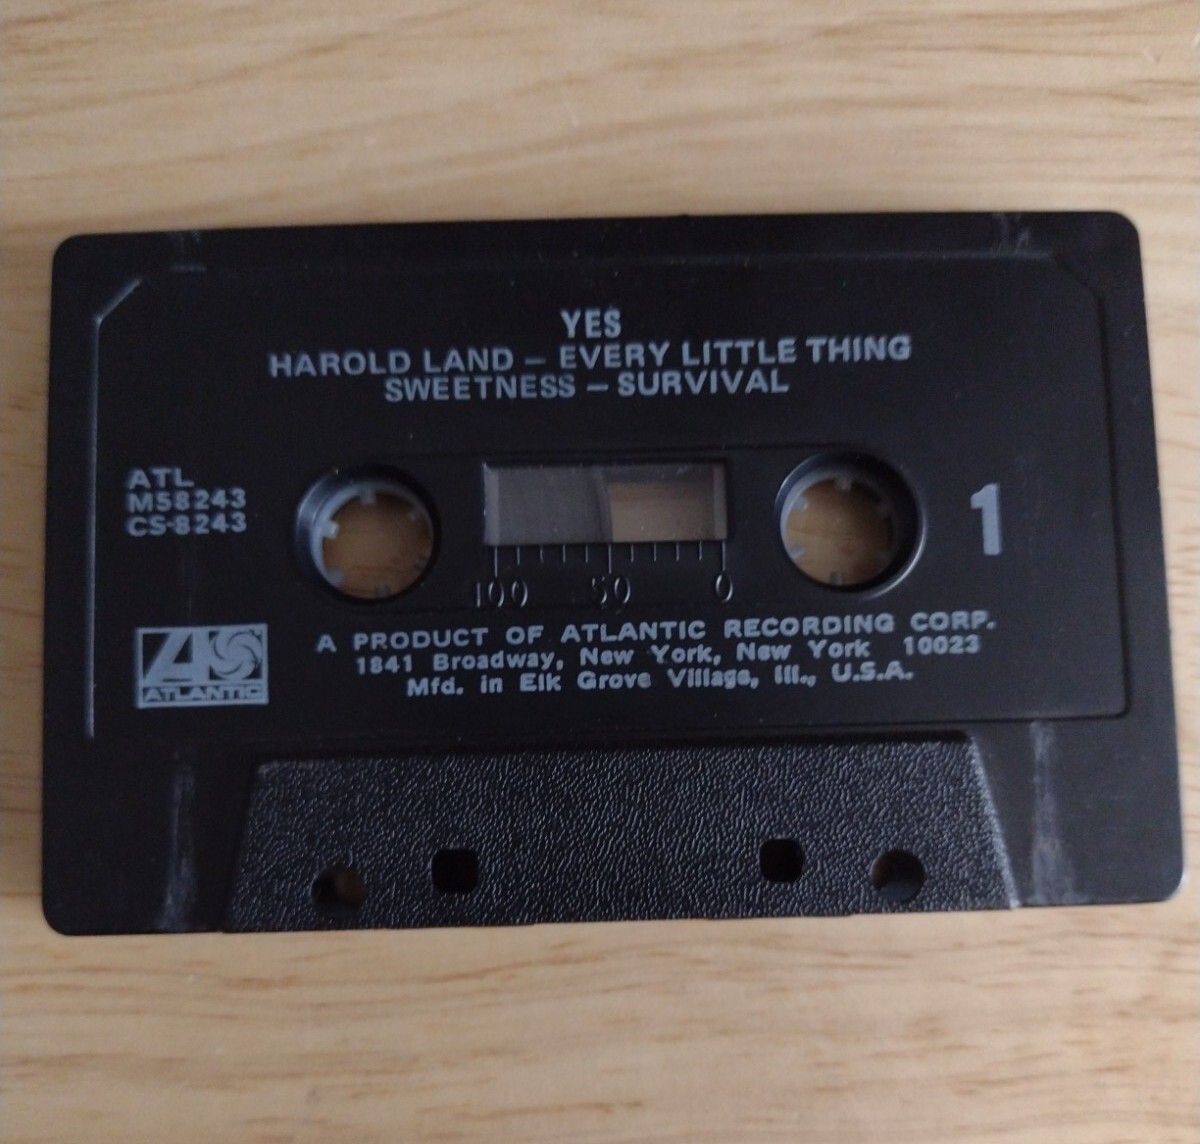 YES
HAROLD LAND – EVERY LITTLE THING
SWEETNESS – SURVIVAL
ATL
M58243
CS-8243
1
100 50 0
ATLANTIC
A PRODUCT OF ATLANTIC RECORDING CORP.
1841 Broadway, New York, New York 10023
Mfd. in Elk Grove Village, Ill., U.S.A.